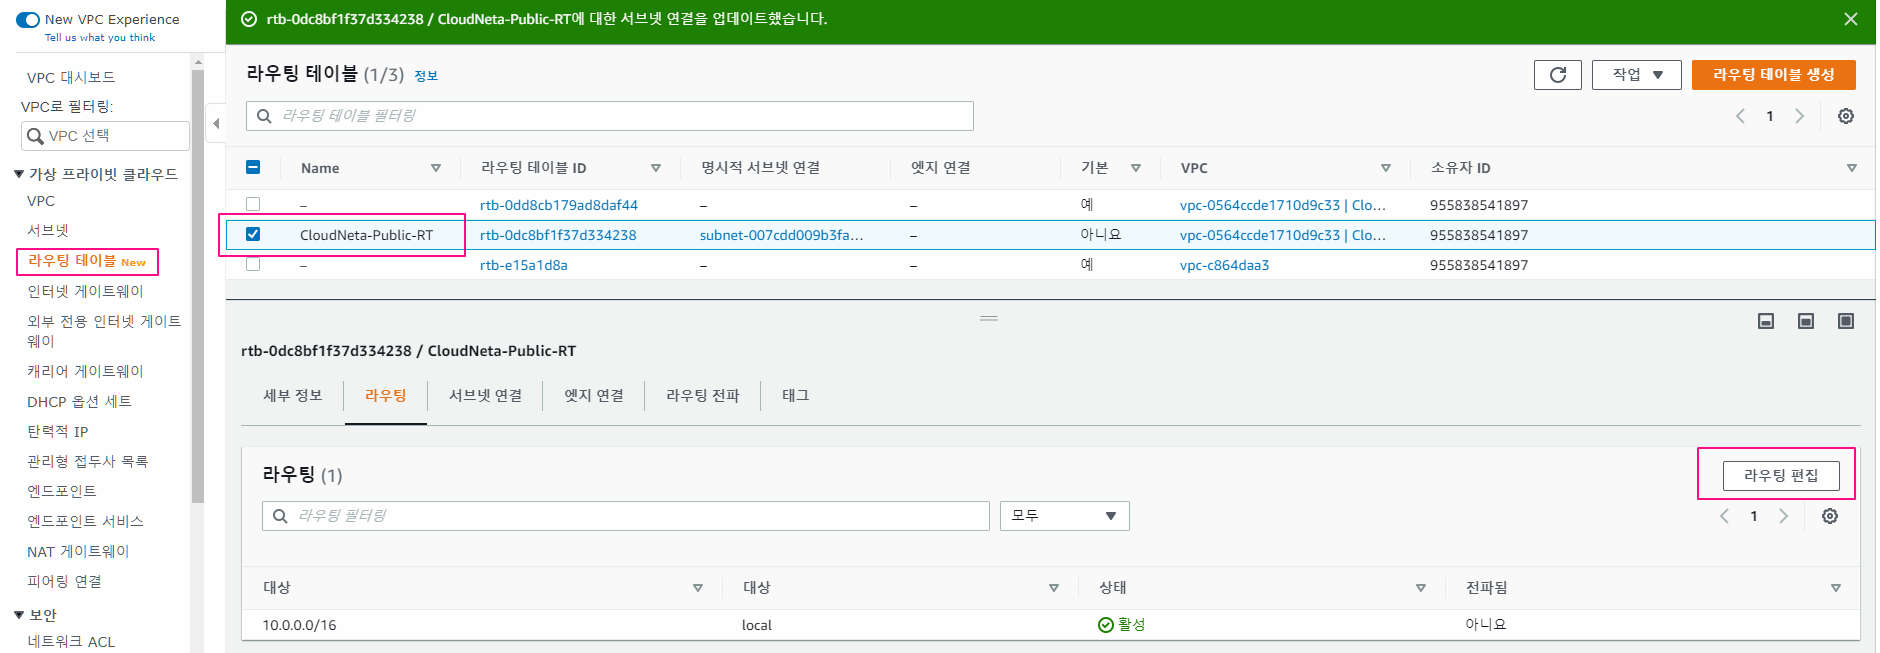 New VPC Experience
Tell us what you think
VPC 대시보드
VPC로 필터링:
VPC 선택
가상 프라이빗 클라우드
VPC
서브넷
라우팅 테이블 New
인터넷 게이트웨이
외부 전용 인터넷 게이트
웨이
캐리어 게이트웨이
DHCP 옵션 세트
탄력적 IP
관리형 접두사 목록
엔드포인트
엔드포인트 서비스
NAT 게이트웨이
피어링 연결
보안
네트워크 ACL
rtb-0dc8bf1f37d334238 / CloudNeta-Public-RT에 대한 서브넷 연결을 업데이트했습니다.
라우팅 테이블 (1/3) 정보
작업
라우팅 테이블 생성
라우팅 테이블 필터링
1
Name 라우팅 테이블 ID 명시적 서브넷 연결 엣지 연결 기본 VPC 소유자 ID
– rtb-0dd8cb179ad8daf44 – – 예 vpc-0564ccde1710d9c33 | Clo... 955838541897
CloudNeta-Public-RT rtb-0dc8bf1f37d334238 subnet-007cdd009b3fa... – 아니요 vpc-0564ccde1710d9c33 | Clo... 955838541897
– rtb-e15a1d8a – – 예 vpc-c864daa3 955838541897
rtb-0dc8bf1f37d334238 / CloudNeta-Public-RT
세부 정보 라우팅 서브넷 연결 엣지 연결 라우팅 전파 태그
라우팅 (1)
라우팅 편집
라우팅 필터링
모두
1
대상 대상 상태 전파됨
10.0.0.0/16 local 활성 아니요